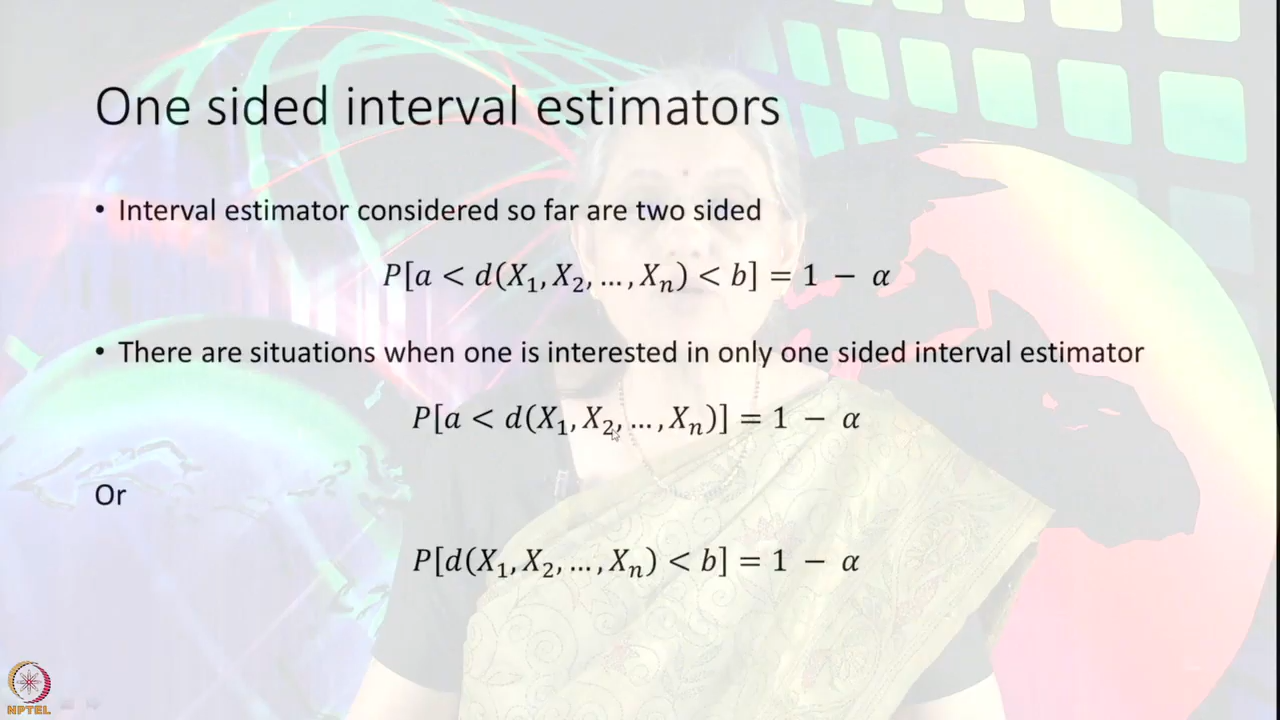 One sided interval estimators
• Interval estimator considered so far are two sided
P[a < d(X₁, X₂, …, Xₙ) < b] = 1 − α
• There are situations when one is interested in only one sided interval estimator
P[a < d(X₁, X₂, …, Xₙ)] = 1 − α
Or
P[d(X₁, X₂, …, Xₙ) < b] = 1 − α
NPTEL